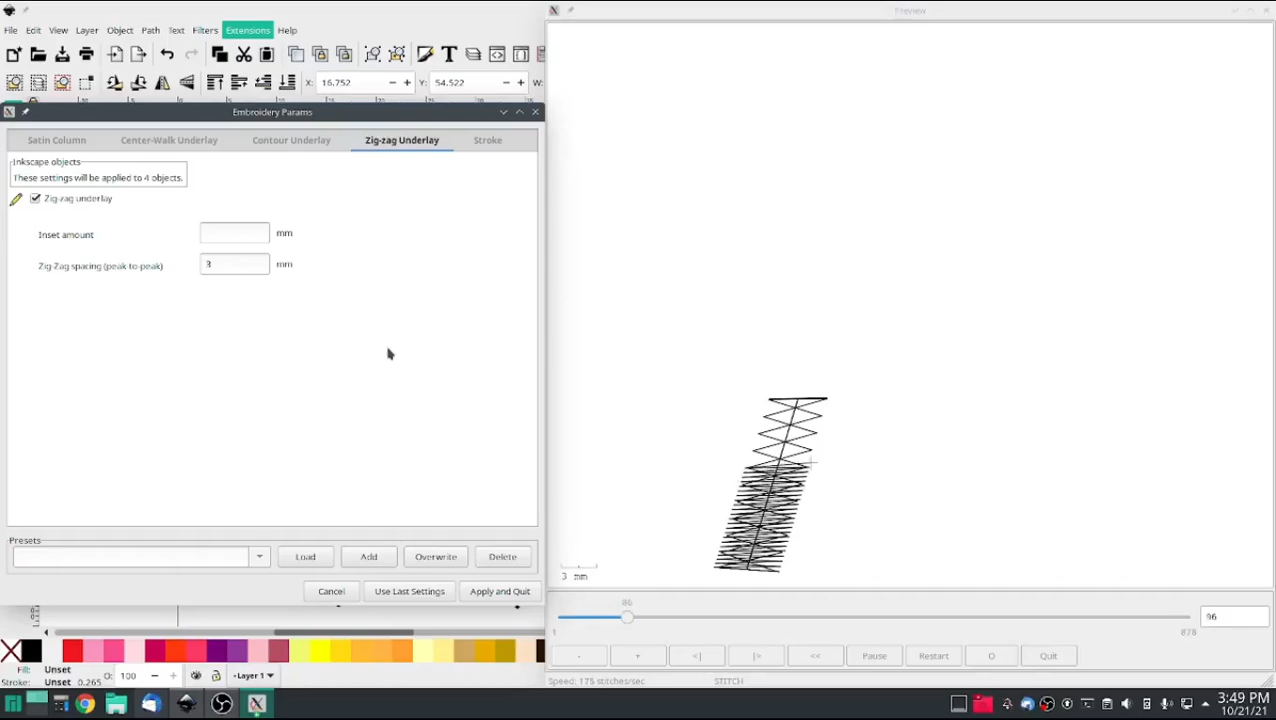 Preview
File Edit View Layer Object Path Text Filters Extensions Help
X: 16.752 − + Y: 54.522 − + W:
Embroidery Params
Satin Column Center-Walk Underlay Contour Underlay Zig-zag Underlay Stroke
Inkscape objects
These settings will be applied to 4 objects.
Zig-zag underlay
Inset amount mm
Zig-Zag spacing (peak-to-peak) 3 mm
Presets
Load Add Overwrite Delete
Cancel Use Last Settings Apply and Quit
3 mm
86
96
1 878
- + <| |> << Pause Restart O Quit
Speed: 175 stitches/sec STITCH
Fill: Unset
Stroke: Unset 0.265 O: 100 − + -Layer 1
3:49 PM
10/21/21